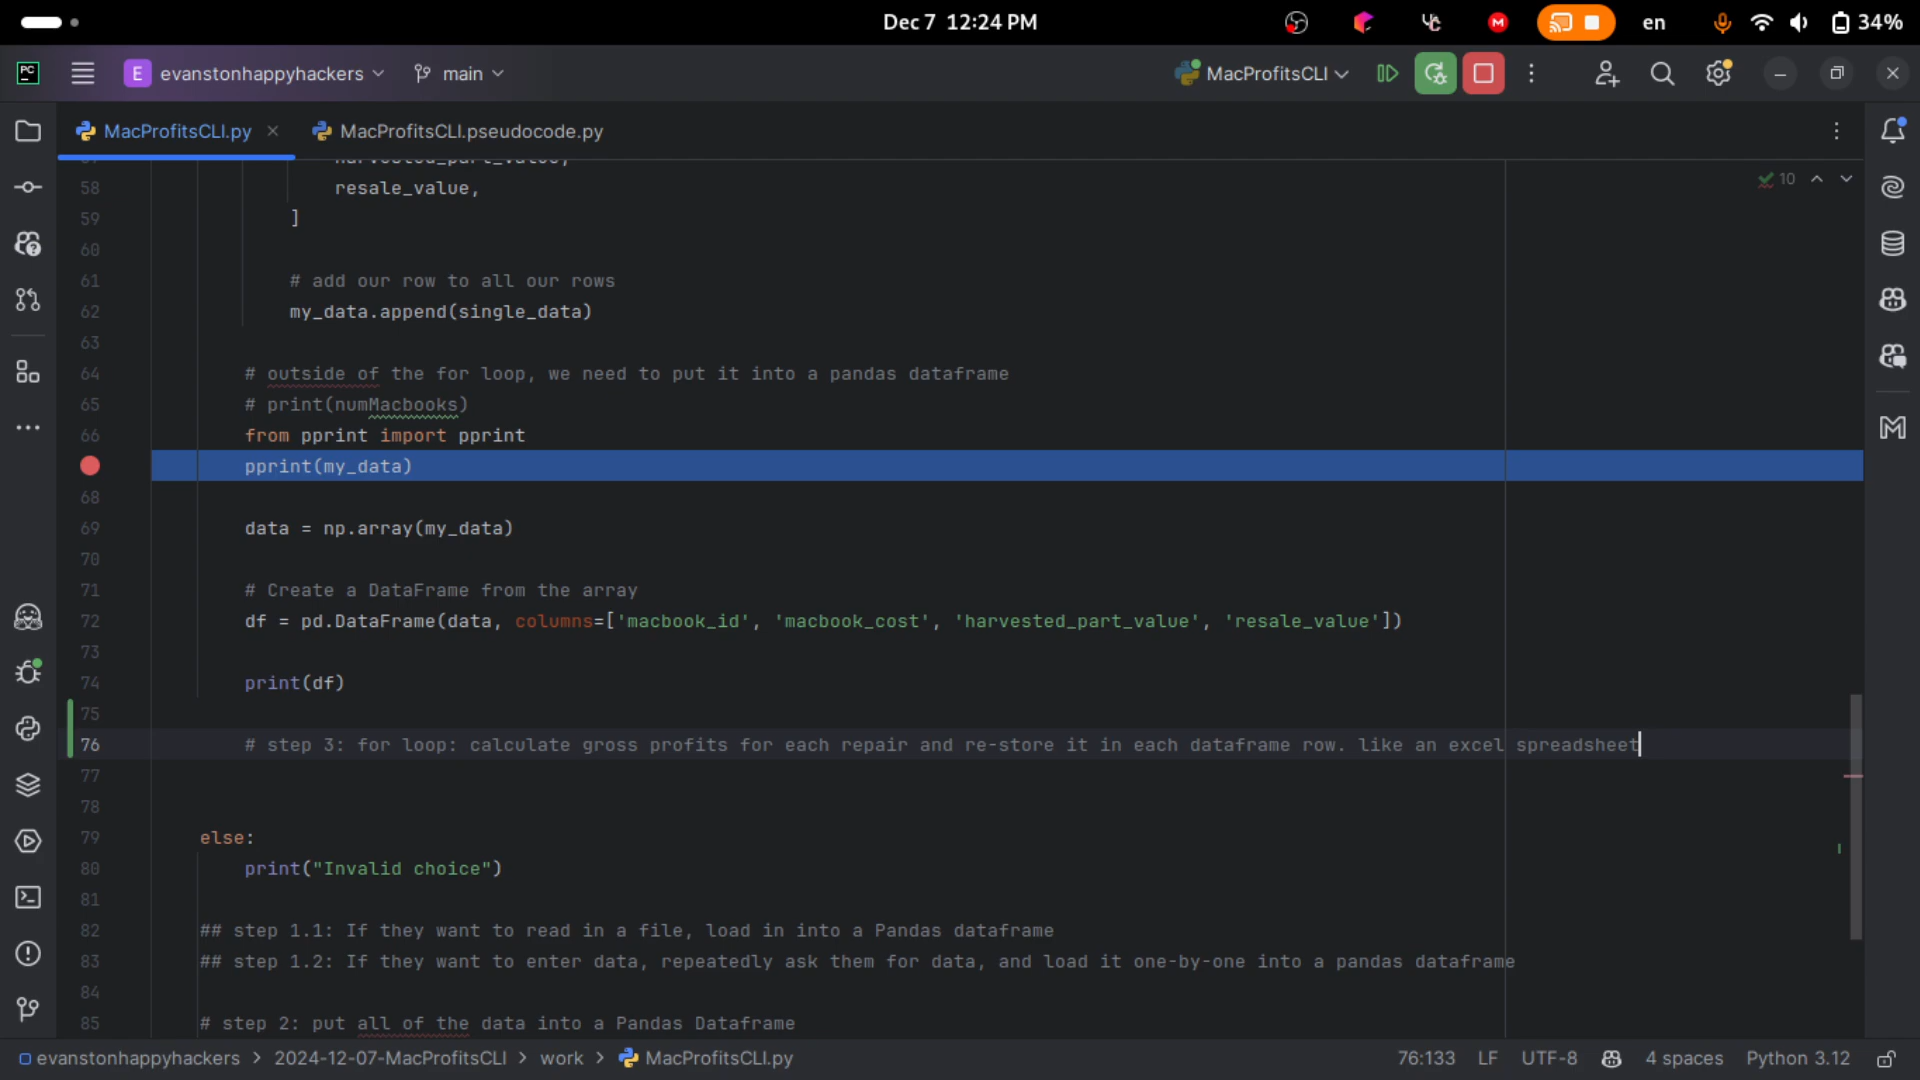 Dec 7 12:24 PM
en
34%
PC
E evanstonhappyhackers
main
MacProfitsCLI
MacProfitsCLI.py
MacProfitsCLI.pseudocode.py
10
harvested_part_value,
58 resale_value,
59 ]
60
61 # add our row to all our rows
62 my_data.append(single_data)
63
64 # outside of the for loop, we need to put it into a pandas dataframe
65 # print(numMacbooks)
66 from pprint import pprint
pprint(my_data)
68
69 data = np.array(my_data)
70
71 # Create a DataFrame from the array
72 df = pd.DataFrame(data, columns=['macbook_id', 'macbook_cost', 'harvested_part_value', 'resale_value'])
73
74 print(df)
75
76 # step 3: for loop: calculate gross profits for each repair and re-store it in each dataframe row. like an excel spreadsheet
77
78
79 else:
80 print("Invalid choice")
81
82 ## step 1.1: If they want to read in a file, load in into a Pandas dataframe
83 ## step 1.2: If they want to enter data, repeatedly ask them for data, and load it one-by-one into a pandas dataframe
84
85 # step 2: put all of the data into a Pandas Dataframe
evanstonhappyhackers > 2024-12-07-MacProfitsCLI > work > MacProfitsCLI.py
76:133 LF UTF-8 4 spaces Python 3.12